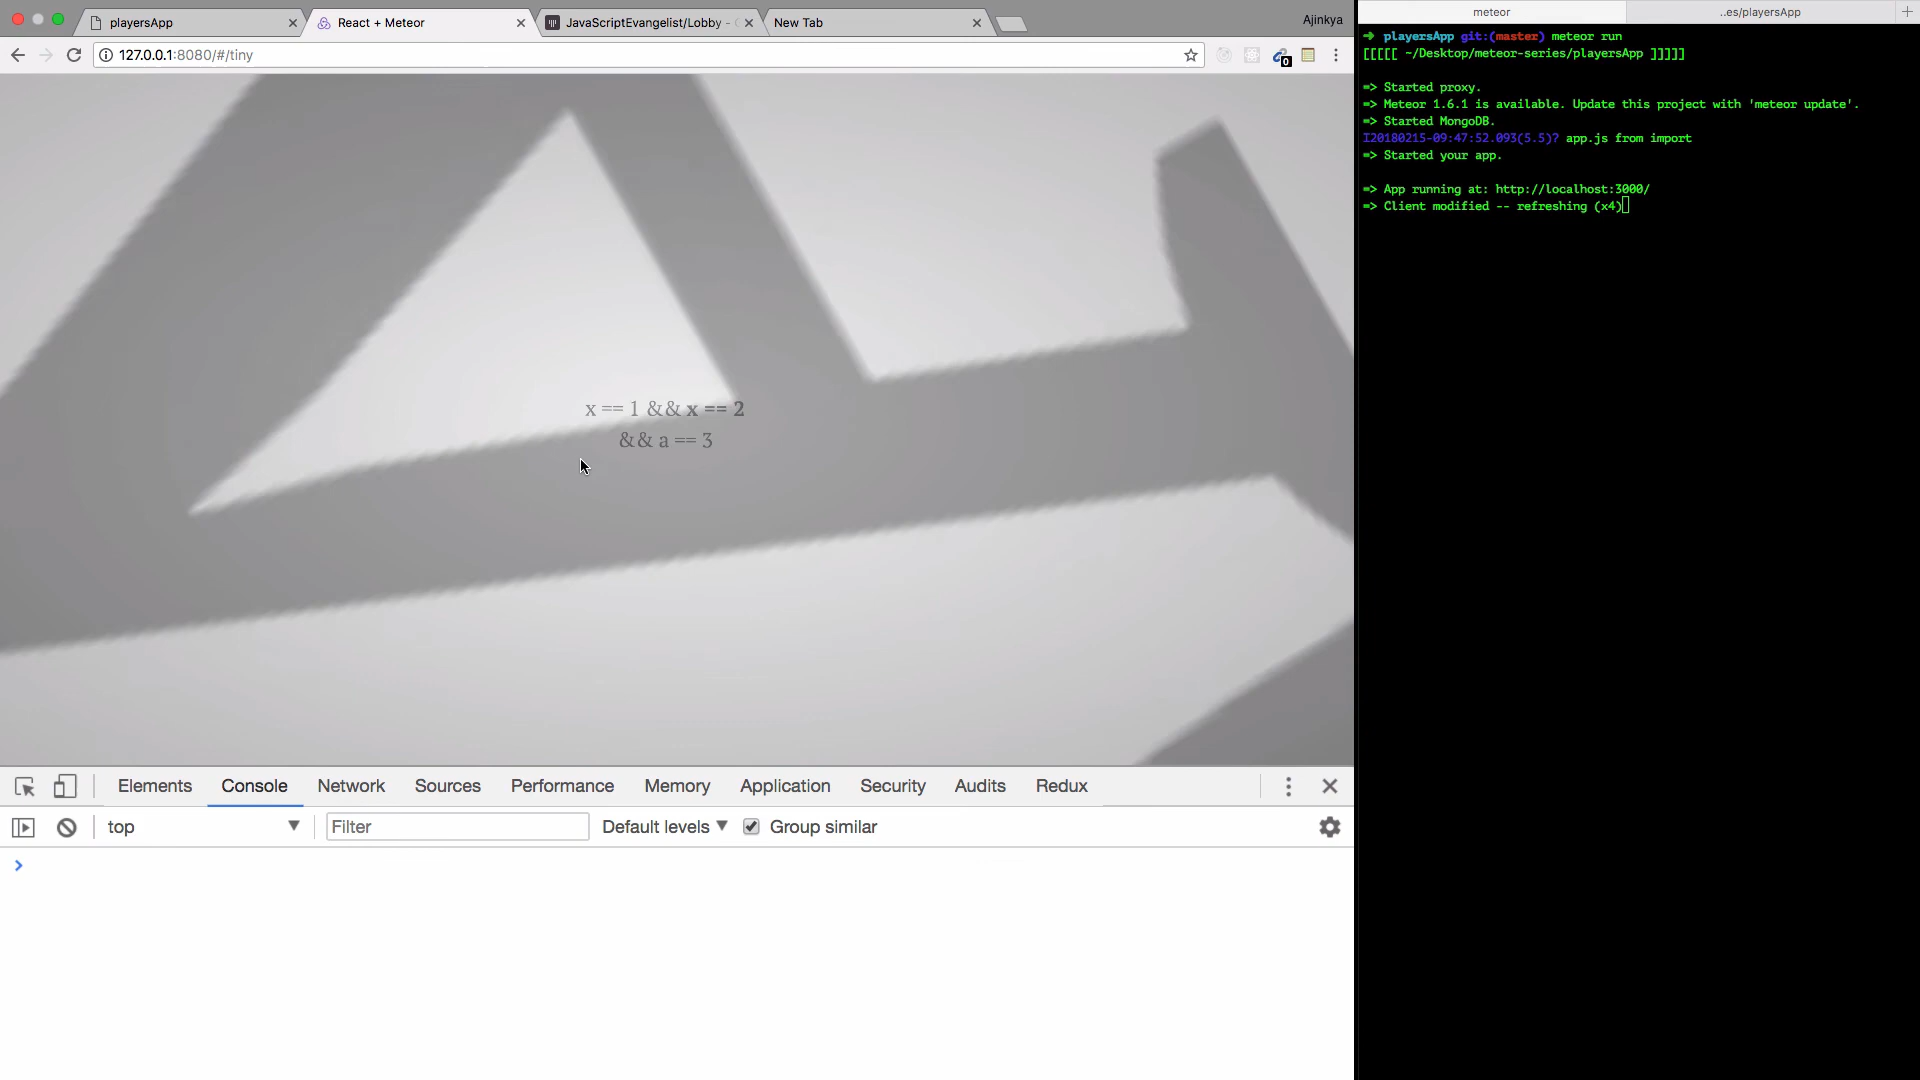 playersApp
React + Meteor
JavaScriptEvangelist/Lobby -
New Tab
Ajinkya
127.0.0.1:8080/#/tiny
0
x == 1 && x == 2
&& a == 3
Elements
Console
Network
Sources
Performance
Memory
Application
Security
Audits
Redux
top
Filter
Default levels
Group similar
meteor
..es/playersApp
➜ playersApp git:(master) meteor run
[[[[[ ~/Desktop/meteor-series/playersApp ]]]]]
=> Started proxy.
=> Meteor 1.6.1 is available. Update this project with 'meteor update'.
=> Started MongoDB.
I20180215-09:47:52.093(5.5)? app.js from import
=> Started your app.
=> App running at: http://localhost:3000/
=> Client modified -- refreshing (x4)